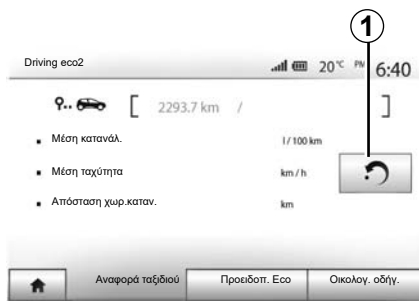 1
Driving eco2 20°C PM 6:40
[ 2293.7 km / ]
Μέση κατανάλ. l/100 km
Μέση ταχύτητα km/h
Απόσταση χωρ.καταν. km
Αναφορά ταξιδιού Προειδοπ. Eco Οικολογ. οδήγ.